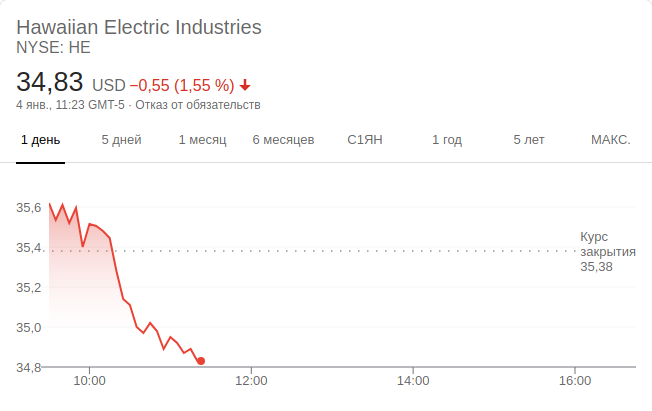 Hawaiian Electric Industries
NYSE: HE
34,83 USD −0,55 (1,55 %)
4 янв., 11:23 GMT-5 · Отказ от обязательств
1 день 5 дней 1 месяц 6 месяцев С1ЯН 1 год 5 лет МАКС.
35,6
35,4
35,2
35,0
34,8
Курс
закрытия
35,38
10:00 12:00 14:00 16:00